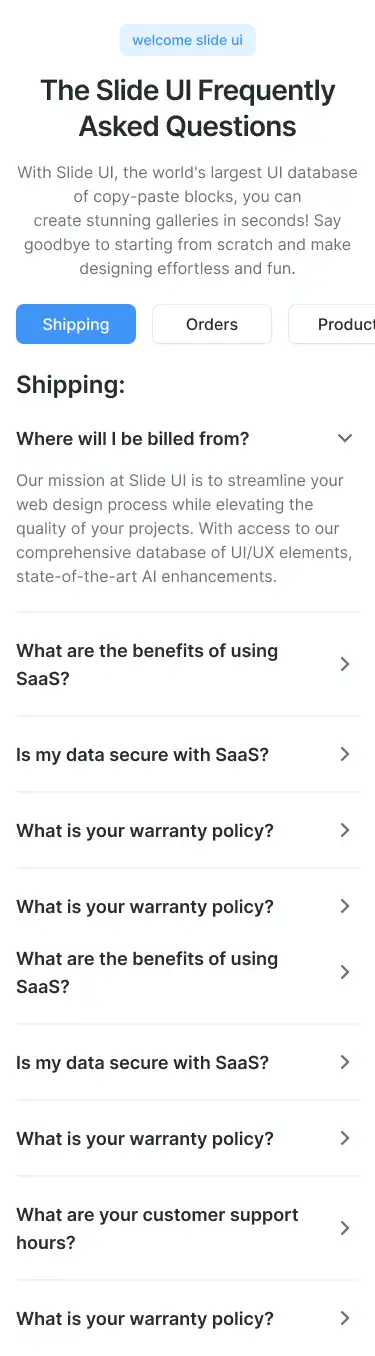 welcome slide ui
The Slide UI Frequently
Asked Questions
With Slide UI, the world's largest UI database
of copy-paste blocks, you can
create stunning galleries in seconds! Say
goodbye to starting from scratch and make
designing effortless and fun.
Shipping Orders Product
Shipping:
Where will I be billed from?
Our mission at Slide UI is to streamline your
web design process while elevating the
quality of your projects. With access to our
comprehensive database of UI/UX elements,
state-of-the-art AI enhancements.
What are the benefits of using
SaaS?
Is my data secure with SaaS?
What is your warranty policy?
What is your warranty policy?
What are the benefits of using
SaaS?
Is my data secure with SaaS?
What is your warranty policy?
What are your customer support
hours?
What is your warranty policy?